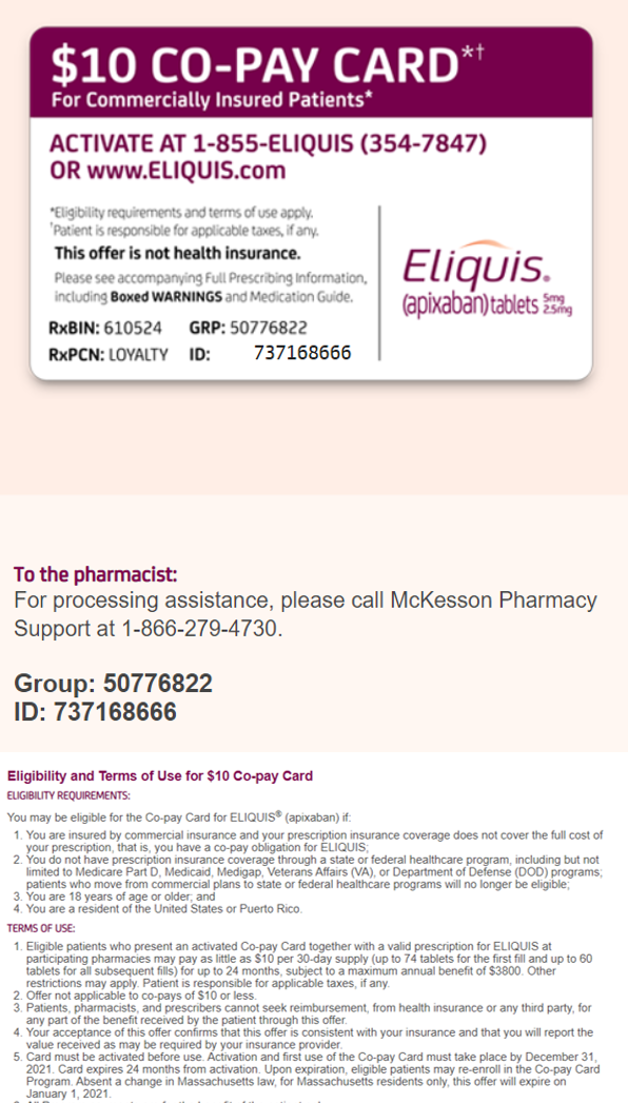 $10 CO-PAY CARD*†
For Commercially Insured Patients*
ACTIVATE AT 1-855-ELIQUIS (354-7847)
OR www.ELIQUIS.com
*Eligibility requirements and terms of use apply.
†Patient is responsible for applicable taxes, if any.
This offer is not health insurance.
Please see accompanying Full Prescribing Information,
including Boxed WARNINGS and Medication Guide.
RxBIN: 610524 GRP: 50776822
RxPCN: LOYALTY ID: 737168666
Eliquis®
(apixaban) tablets 5mg
2.5mg
To the pharmacist:
For processing assistance, please call McKesson Pharmacy
Support at 1-866-279-4730.
Group: 50776822
ID: 737168666
Eligibility and Terms of Use for $10 Co-pay Card
ELIGIBILITY REQUIREMENTS:
You may be eligible for the Co-pay Card for ELIQUIS® (apixaban) if:
1. You are insured by commercial insurance and your prescription insurance coverage does not cover the full cost of
your prescription, that is, you have a co-pay obligation for ELIQUIS;
2. You do not have prescription insurance coverage through a state or federal healthcare program, including but not
limited to Medicare Part D, Medicaid, Medigap, Veterans Affairs (VA), or Department of Defense (DOD) programs;
patients who move from commercial plans to state or federal healthcare programs will no longer be eligible;
3. You are 18 years of age or older; and
4. You are a resident of the United States or Puerto Rico.
TERMS OF USE:
1. Eligible patients who present an activated Co-pay Card together with a valid prescription for ELIQUIS at
participating pharmacies may pay as little as $10 per 30-day supply (up to 74 tablets for the first fill and up to 60
tablets for all subsequent fills) for up to 24 months, subject to a maximum annual benefit of $3800. Other
restrictions may apply. Patient is responsible for applicable taxes, if any.
2. Offer not applicable to co-pays of $10 or less.
3. Patients, pharmacists, and prescribers cannot seek reimbursement, from health insurance or any third party, for
any part of the benefit received by the patient through this offer.
4. Your acceptance of this offer confirms that this offer is consistent with your insurance and that you will report the
value received as may be required by your insurance provider.
5. Card must be activated before use. Activation and first use of the Co-pay Card must take place by December 31,
2021. Card expires 24 months from activation. Upon expiration, eligible patients may re-enroll in the Co-pay Card
Program. Absent a change in Massachusetts law, for Massachusetts residents only, this offer will expire on
January 1, 2021.